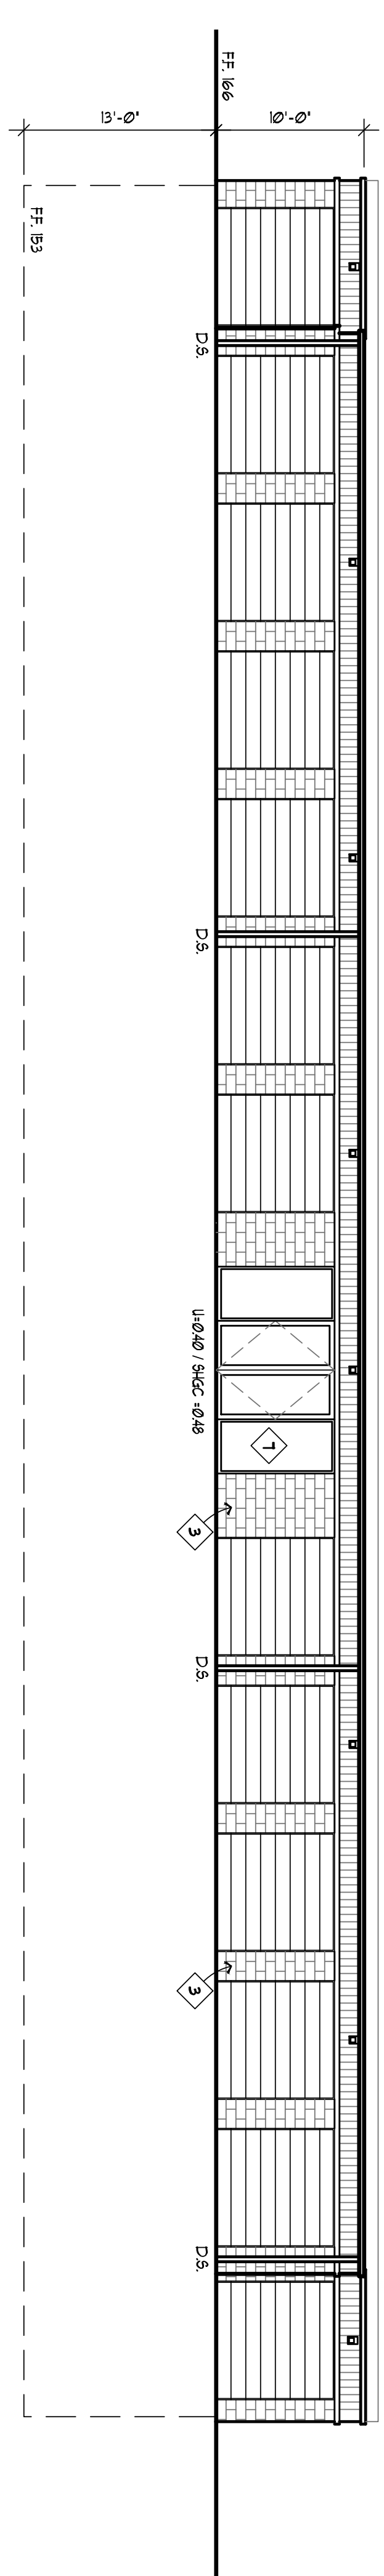 10'-0"
13'-0"
F.F. 166
F.F. 153
D.S.
D.S.
U=0.40 / SHGC =0.48
7
3
D.S.
3
D.S.